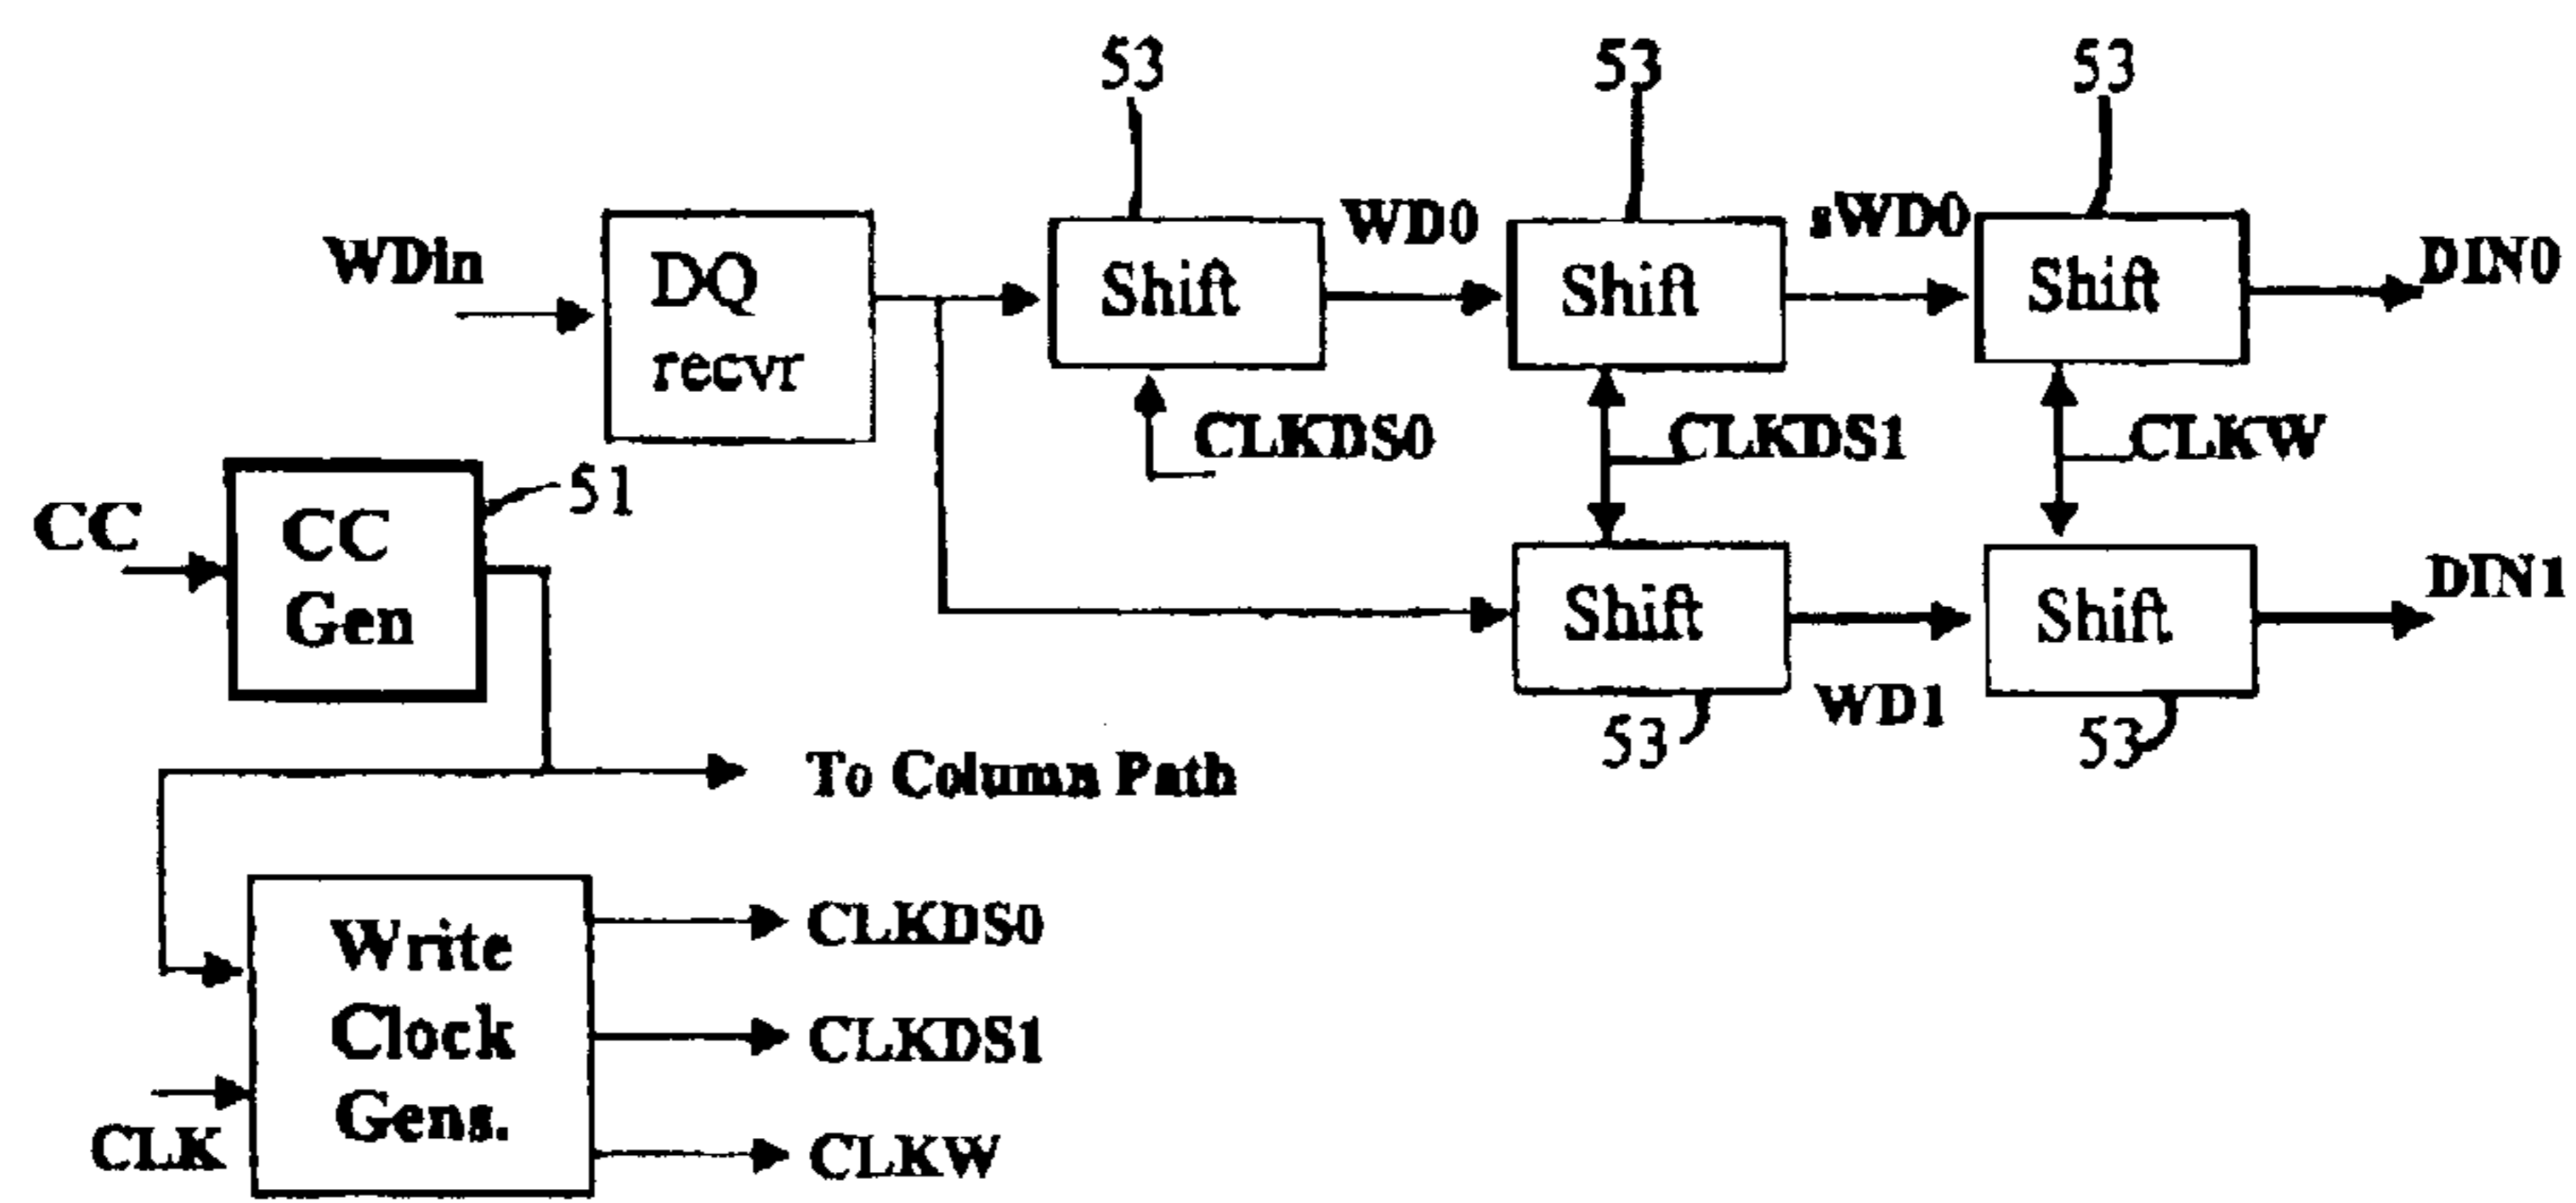 53
53
53
WDin
DQ
recvr
Shift
WD0
Shift
sWD0
Shift
DIN0
CLKDS0
CLKDS1
CLKW
CC
CC
Gen
51
Shift
WD1
Shift
DIN1
53
53
To Column Path
Write
Clock
Gens.
CLK
CLKDS0
CLKDS1
CLKW